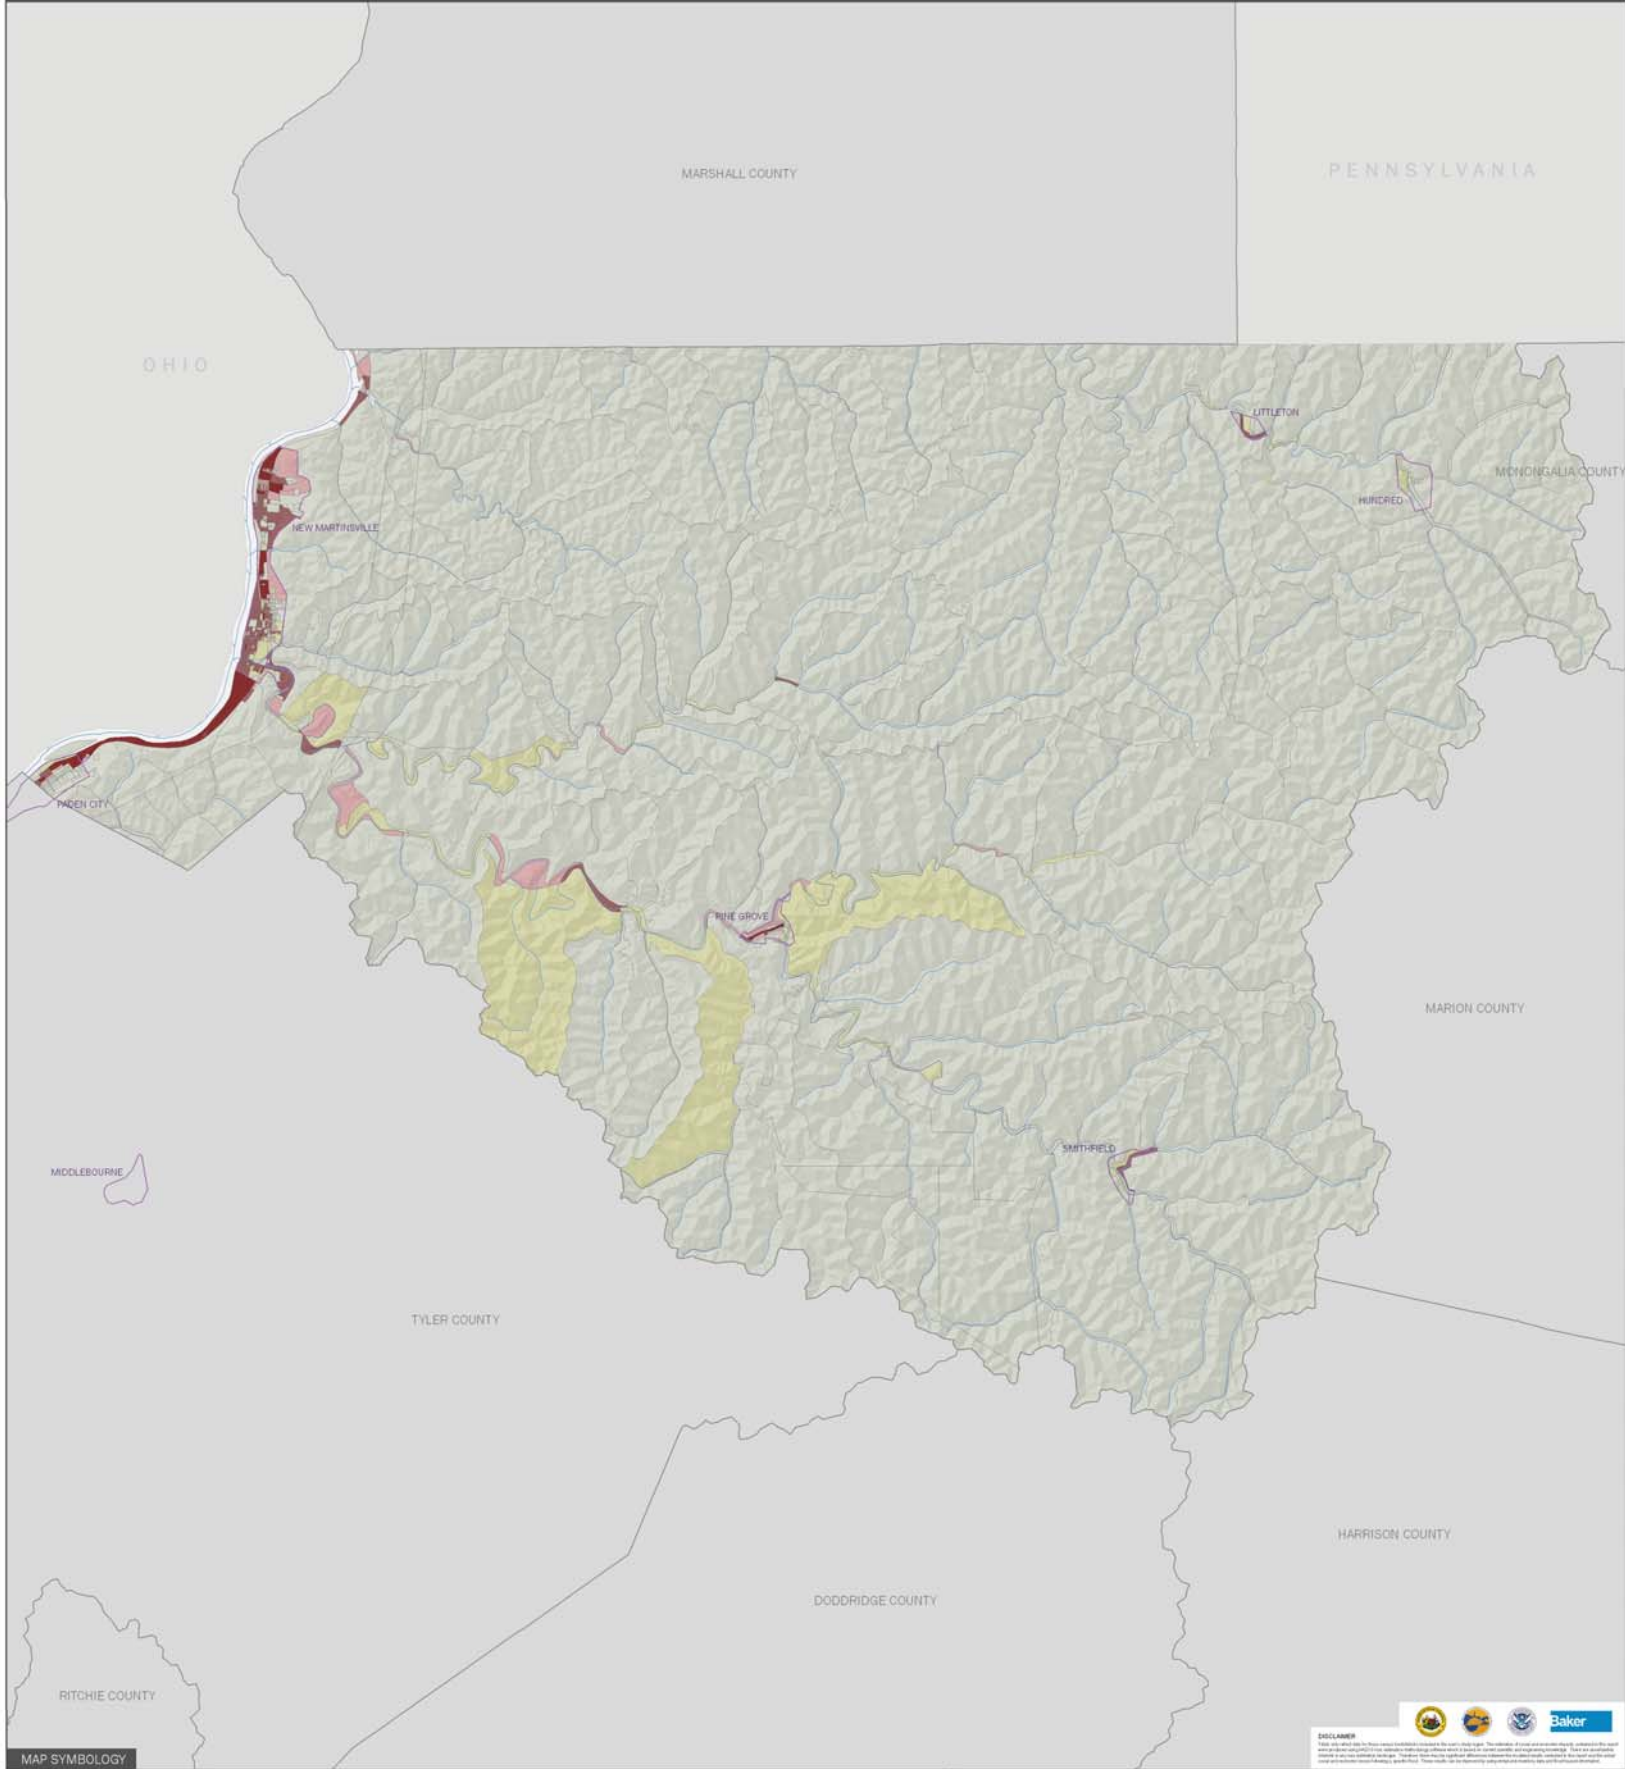 MARSHALL COUNTY
PENNSYLVANIA
OHIO
LITTLETON
MONONGALIA COUNTY
HUNDRED
NEW MARTINSVILLE
PADEN CITY
PINE GROVE
MARION COUNTY
SMITHFIELD
MIDDLEBOURNE
TYLER COUNTY
HARRISON COUNTY
DODDRIDGE COUNTY
RITCHIE COUNTY
Baker
DISCLAIMER
MAP SYMBOLOGY